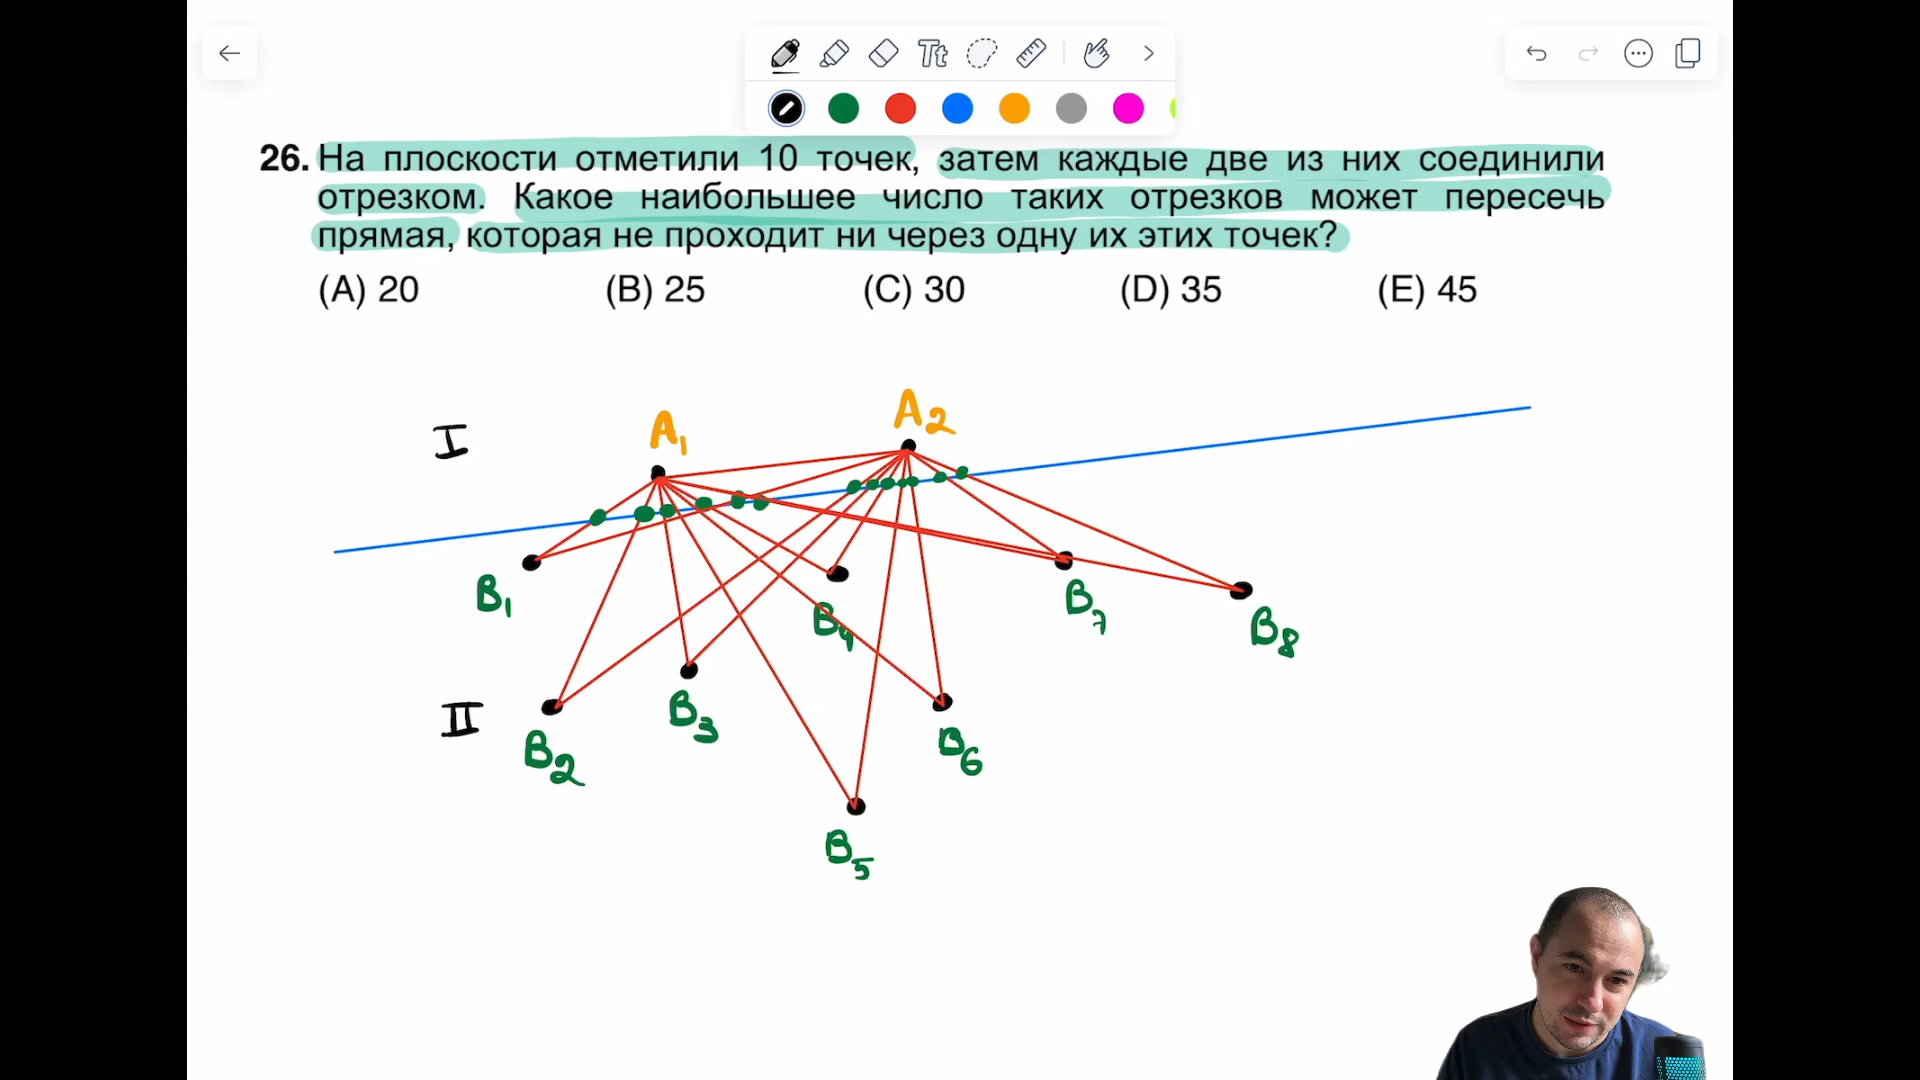 Tt
26. На плоскости отметили 10 точек, затем каждые две из них соединили
отрезком. Какое наибольшее число таких отрезков может пересечь
прямая, которая не проходит ни через одну их этих точек?
(A) 20 (B) 25 (C) 30 (D) 35 (E) 45
I
A1
A2
B1
B4
B7
B8
II
B2
B3
B6
B5